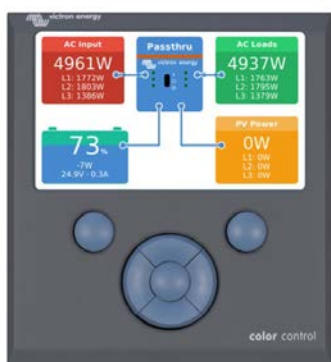 victron energy
AC Input
4961W
L1: 1772W
L2: 1803W
L3: 1386W
Passthru
victron energy
AC Loads
4937W
L1: 1763W
L2: 1795W
L3: 1379W
73%
-7W
24.9V - 0.3A
PV Power
0W
L1: 0W
L2: 0W
L3: 0W
color control